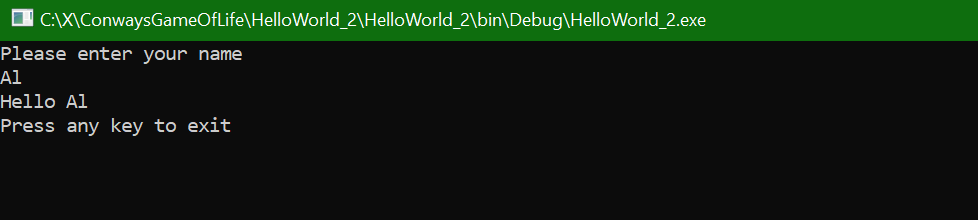 C:\X\ConwaysGameOfLife\HelloWorld_2\HelloWorld_2\bin\Debug\HelloWorld_2.exe
Please enter your name
Al
Hello Al
Press any key to exit